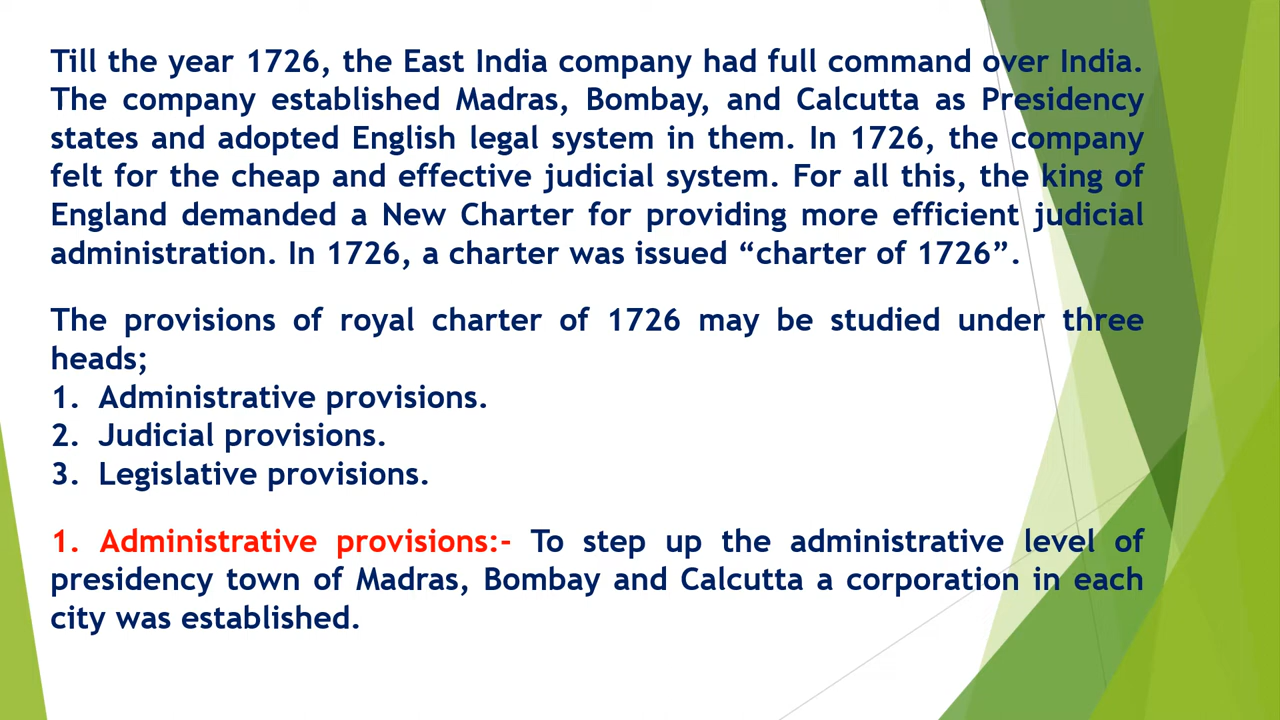 Till the year 1726, the East India company had full command over India.
The company established Madras, Bombay, and Calcutta as Presidency
states and adopted English legal system in them. In 1726, the company
felt for the cheap and effective judicial system. For all this, the king of
England demanded a New Charter for providing more efficient judicial
administration. In 1726, a charter was issued “charter of 1726”.
The provisions of royal charter of 1726 may be studied under three
heads;
1. Administrative provisions.
2. Judicial provisions.
3. Legislative provisions.
1. Administrative provisions:- To step up the administrative level of
presidency town of Madras, Bombay and Calcutta a corporation in each
city was established.